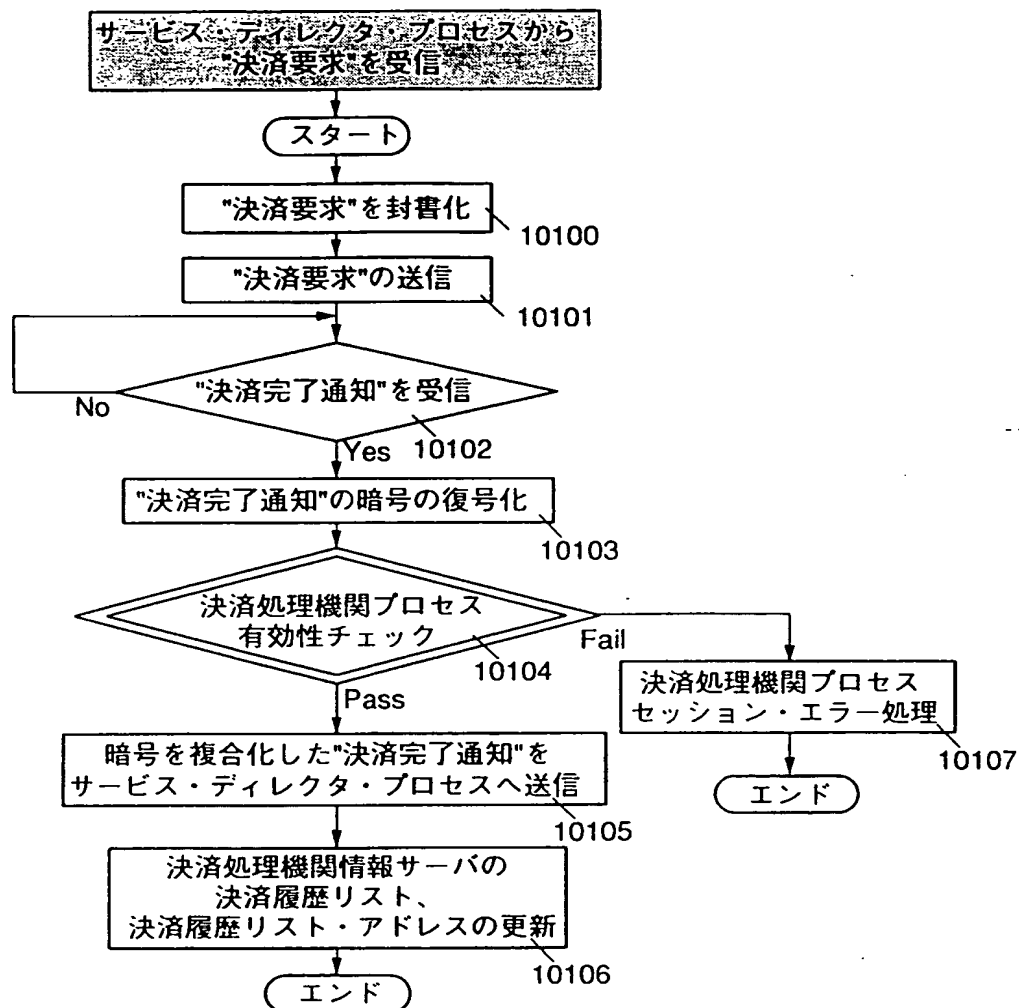 サービス・ディレクタ・プロセスから
"決済要求"を受信
スタート
"決済要求"を封書化
10100
"決済要求"の送信
10101
"決済完了通知"を受信
No
Yes
10102
"決済完了通知"の暗号の復号化
10103
決済処理機関プロセス
有効性チェック
10104
Fail
Pass
決済処理機関プロセス
セッション・エラー処理
10107
エンド
暗号を複合化した"決済完了通知"を
サービス・ディレクタ・プロセスへ送信
10105
決済処理機関情報サーバの
決済履歴リスト、
決済履歴リスト・アドレスの更新
10106
エンド